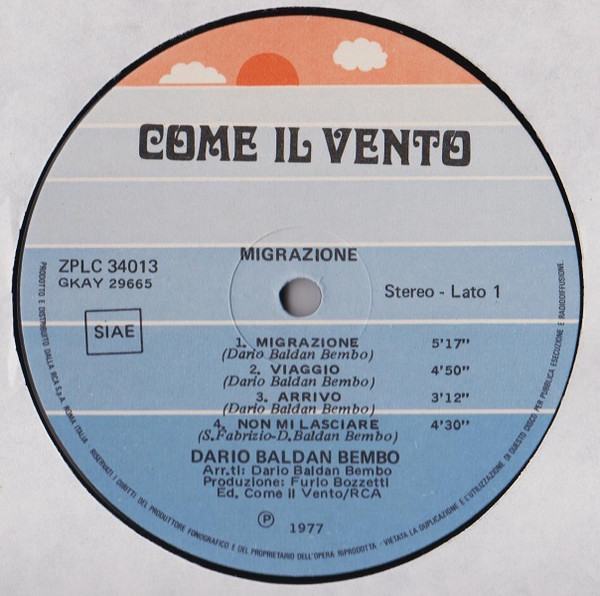 COME IL VENTO
MIGRAZIONE
ZPLC 34013
GKAY 29665
Stereo - Lato 1
SIAE
1. MIGRAZIONE 5'17"
(Dario Baldan Bembo)
2. VIAGGIO 4'50"
(Dario Baldan Bembo)
3. ARRIVO 3'12"
(Dario Baldan Bembo)
4. NON MI LASCIARE 4'30"
(S. Fabrizio-D. Baldan Bembo)
DARIO BALDAN BEMBO
Arr.ti: Dario Baldan Bembo
Produzione: Furio Bozzetti
Ed. Come il Vento/RCA
℗ 1977
PRODOTTO E DISTRIBUITO DALLA RCA S.p.A. ROMA ITALIA - RISERVATI I DIRITTI DEL PRODUTTORE FONOGRAFICO E DEL PROPRIETARIO DELL'OPERA RIPRODOTTA - VIETATA LA DUPLICAZIONE E L'UTILIZZAZIONE DI QUESTO DISCO PER PUBBLICA ESECUZIONE E RADIODIFFUSIONE.